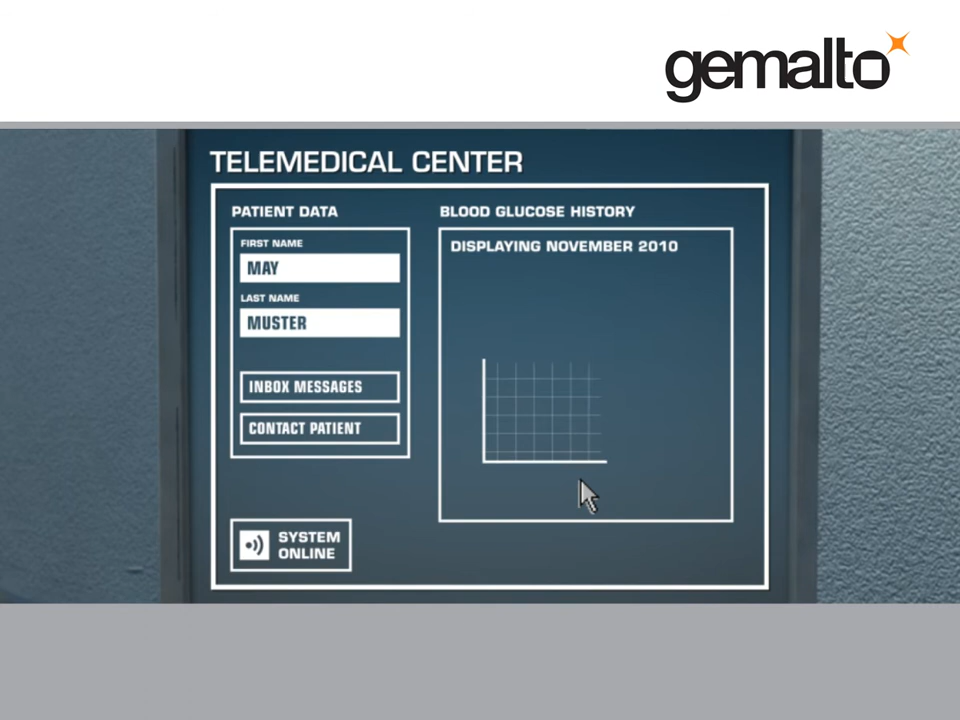 gemalto
TELEMEDICAL CENTER
PATIENT DATA
FIRST NAME
MAY
LAST NAME
MUSTER
INBOX MESSAGES
CONTACT PATIENT
SYSTEM
ONLINE
BLOOD GLUCOSE HISTORY
DISPLAYING NOVEMBER 2010